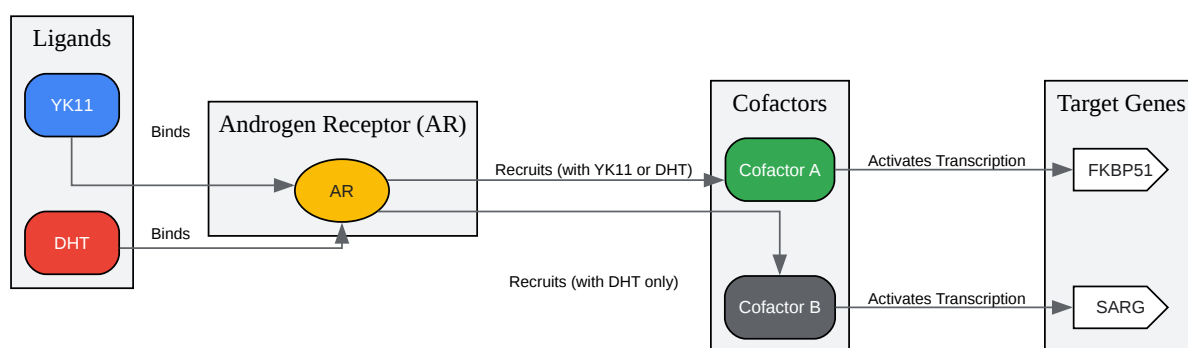 Ligands
YK11
DHT
Binds
Binds
Androgen Receptor (AR)
AR
Recruits (with YK11 or DHT)
Recruits (with DHT only)
Cofactors
Cofactor A
Cofactor B
Activates Transcription
Activates Transcription
Target Genes
FKBP51
SARG